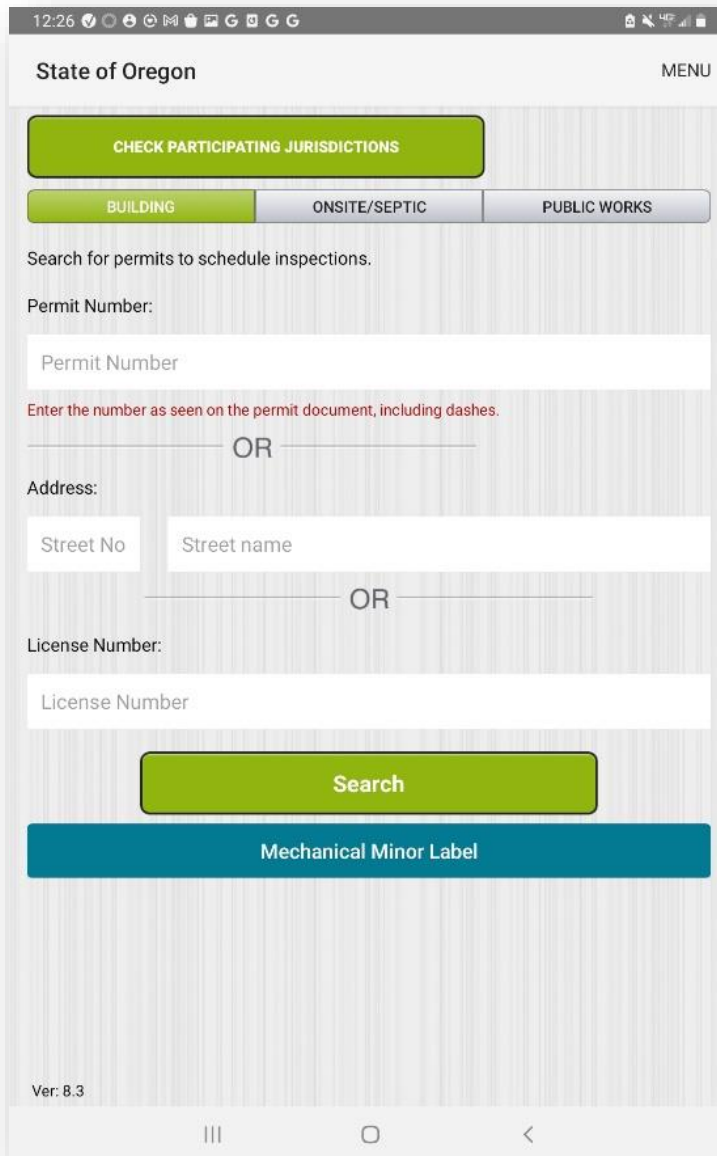 12:26 G G G
State of Oregon MENU
CHECK PARTICIPATING JURISDICTIONS
BUILDING ONSITE/SEPTIC PUBLIC WORKS
Search for permits to schedule inspections.
Permit Number:
Permit Number
Enter the number as seen on the permit document, including dashes.
OR
Address:
Street No Street name
OR
License Number:
License Number
Search
Mechanical Minor Label
Ver: 8.3